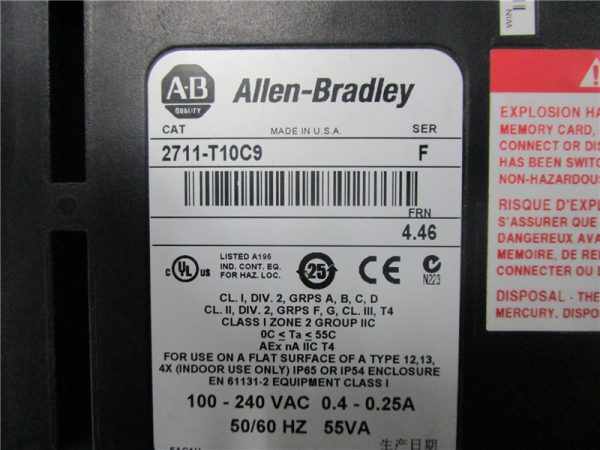 A·B
QUALITY
Allen-Bradley
CAT MADE IN U.S.A. SER
2711-T10C9 F
FRN
4.46
LISTED A196
IND. CONT. EQ.
FOR HAZ. LOC.
C UL US
25
CE
N223
CL. I, DIV. 2, GRPS A, B, C, D
CL. II, DIV. 2, GRPS F, G, CL. III, T4
CLASS I ZONE 2 GROUP IIC
0C ≤ Ta ≤ 55C
AEx nA IIC T4
FOR USE ON A FLAT SURFACE OF A TYPE 12,13,
4X (INDOOR USE ONLY) IP65 OR IP54 ENCLOSURE
EN 61131-2 EQUIPMENT CLASS I
100 - 240 VAC 0.4 - 0.25A
50/60 HZ 55VA
生产日期
WIN
EXPLOSION HA
MEMORY CARD,
CONNECT OR DIS
HAS BEEN SWITC
NON-HAZARDOUS
RISQUE D'EXPL
S'ASSURER QUE
DANGEREUX AVA
MEMOIRE, DE RE
CONNECTER OU D
DISPOSAL - THE
MERCURY. DISPO